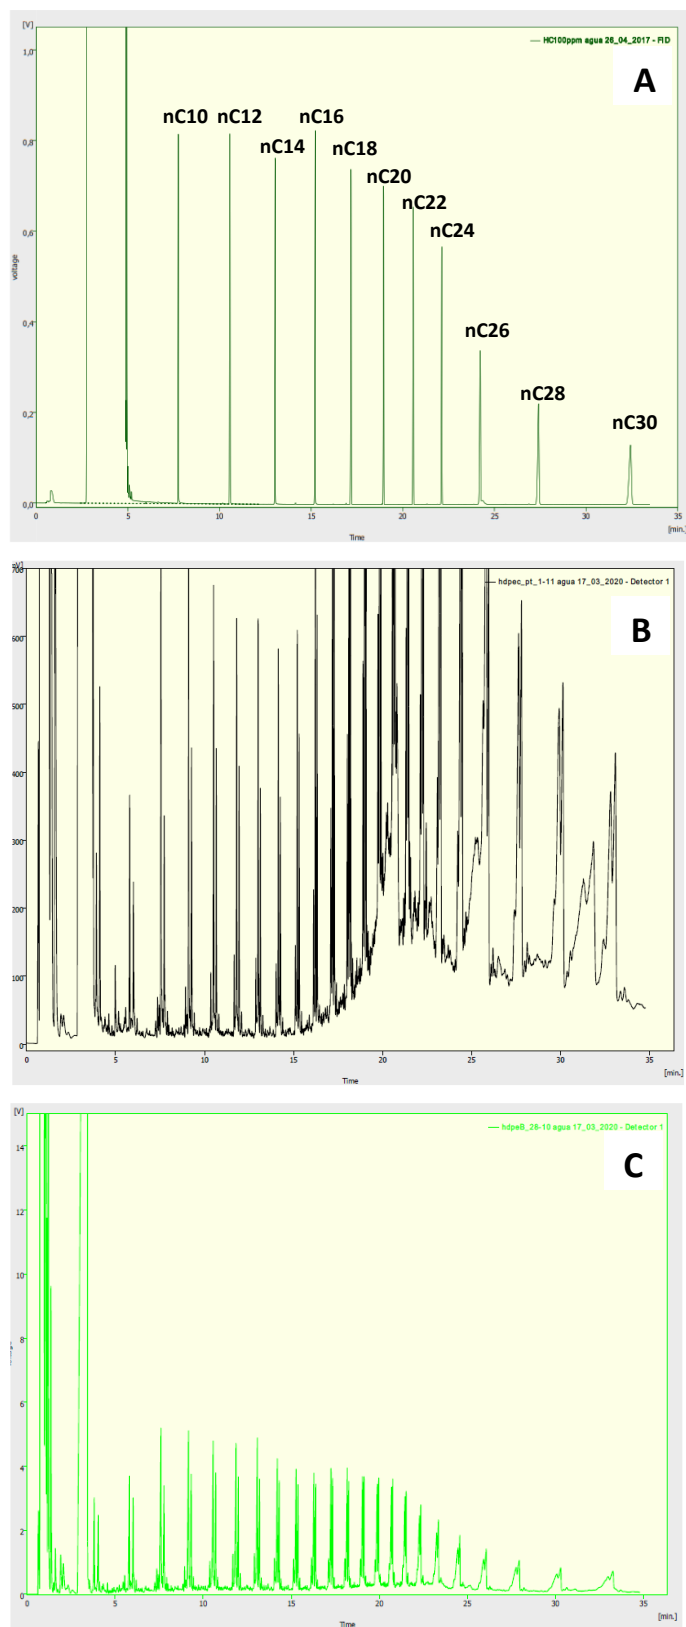 [V]
HC100ppm agua 26_04_2017 - FID
A
1,0
nC10 nC12 nC14 nC16 nC18 nC20 nC22 nC24 nC26 nC28 nC30
0,8
0,6
voltage
0,4
0,2
0,0
0 5 10 15 20 25 30 35
[min.]
Time
700
hdpec_pt_1-11 agua 17_03_2020 - Detector 1
B
600
500
400
300
200
100
0
0 5 10 15 20 25 30 35
[min.]
Time
[V]
hdpeB_28-10 agua 17_03_2020 - Detector 1
C
14
12
10
8
6
4
2
0
0 5 10 15 20 25 30 35
[min.]
Time